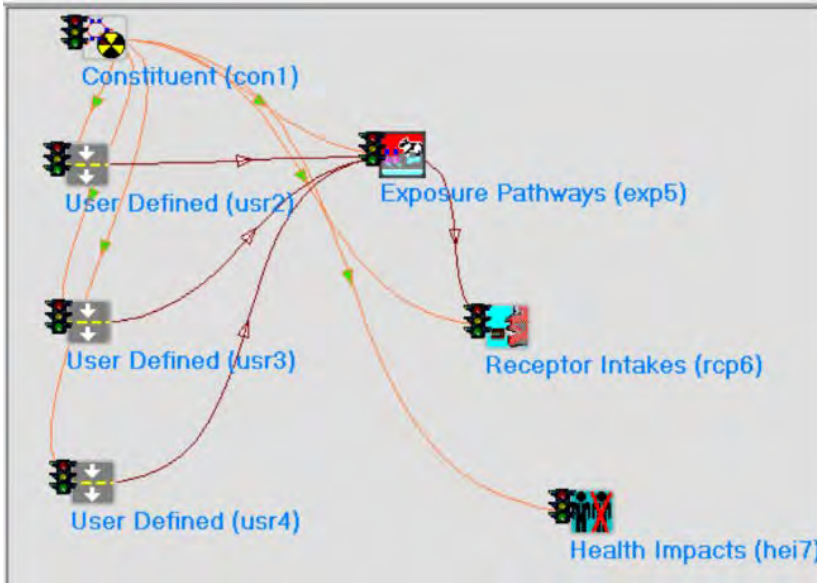 Constituent (con1)
User Defined (usr2)
Exposure Pathways (exp5)
User Defined (usr3)
Receptor Intakes (rcp6)
User Defined (usr4)
Health Impacts (hei7)